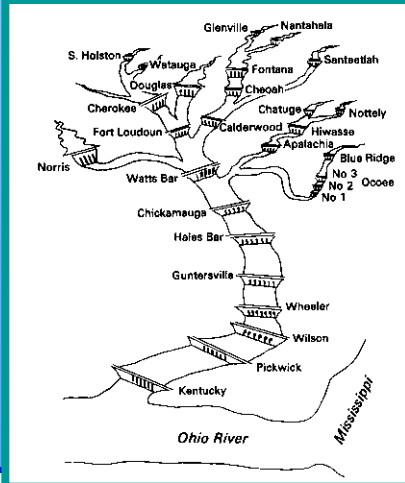 Glenville
Nantahala
S. Holston
Watauga
Santeetlah
Douglas
Fontana
Cherokee
Cheoah
Chatuge
Nottely
Fort Loudoun
Calderwood
Hiwasse
Apalachia
Norris
Blue Ridge
Watts Bar
No 3
No 2 Ocoee
No 1
Chickamauga
Hales Bar
Guntersville
Wheeler
Wilson
Pickwick
Kentucky
Mississippi
Ohio River